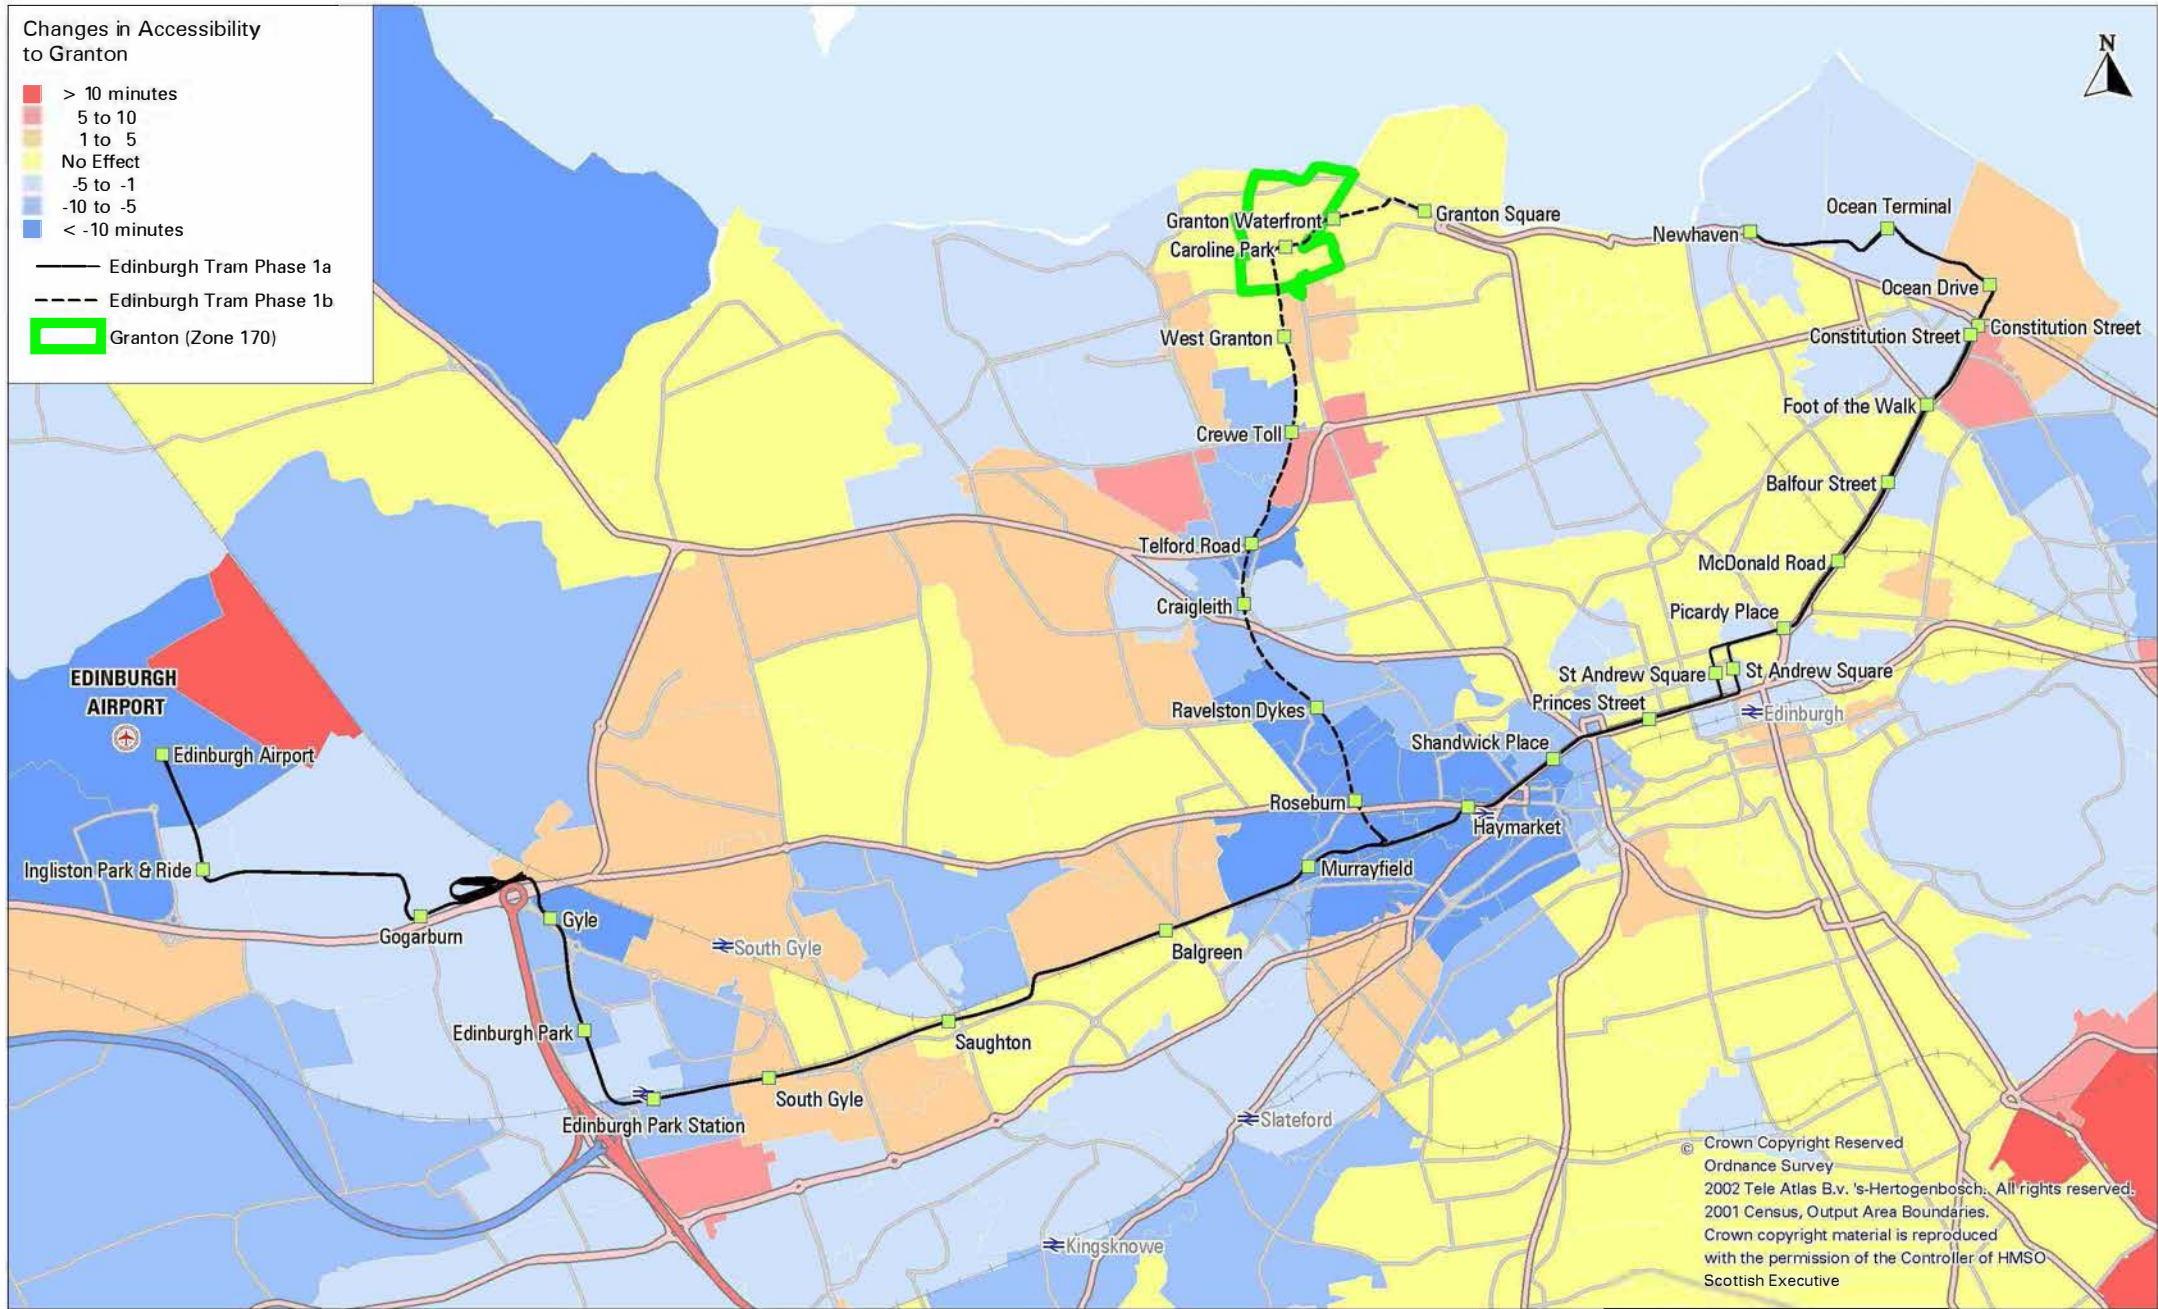 Changes in Accessibility
to Granton
> 10 minutes
5 to 10
1 to 5
No Effect
-5 to -1
-10 to -5
< -10 minutes
Edinburgh Tram Phase 1a
Edinburgh Tram Phase 1b
Granton (Zone 170)
N
Granton Waterfront
Granton Square
Caroline Park
Newhaven
Ocean Terminal
Ocean Drive
Constitution Street
Constitution Street
West Granton
Foot of the Walk
Crewe Toll
Balfour Street
Telford Road
McDonald Road
Craigleith
Picardy Place
St Andrew Square
St Andrew Square
EDINBURGH
AIRPORT
Ravelston Dykes
Princes Street
Edinburgh
Edinburgh Airport
Shandwick Place
Roseburn
Haymarket
Ingliston Park & Ride
Murrayfield
Gogarburn
Gyle
South Gyle
Balgreen
Edinburgh Park
Saughton
South Gyle
Edinburgh Park Station
Slateford
Kingsknowe
© Crown Copyright Reserved
Ordnance Survey
2002 Tele Atlas B.v. 's-Hertogenbosch. All rights reserved.
2001 Census, Output Area Boundaries.
Crown copyright material is reproduced
with the permission of the Controller of HMSO
Scottish Executive